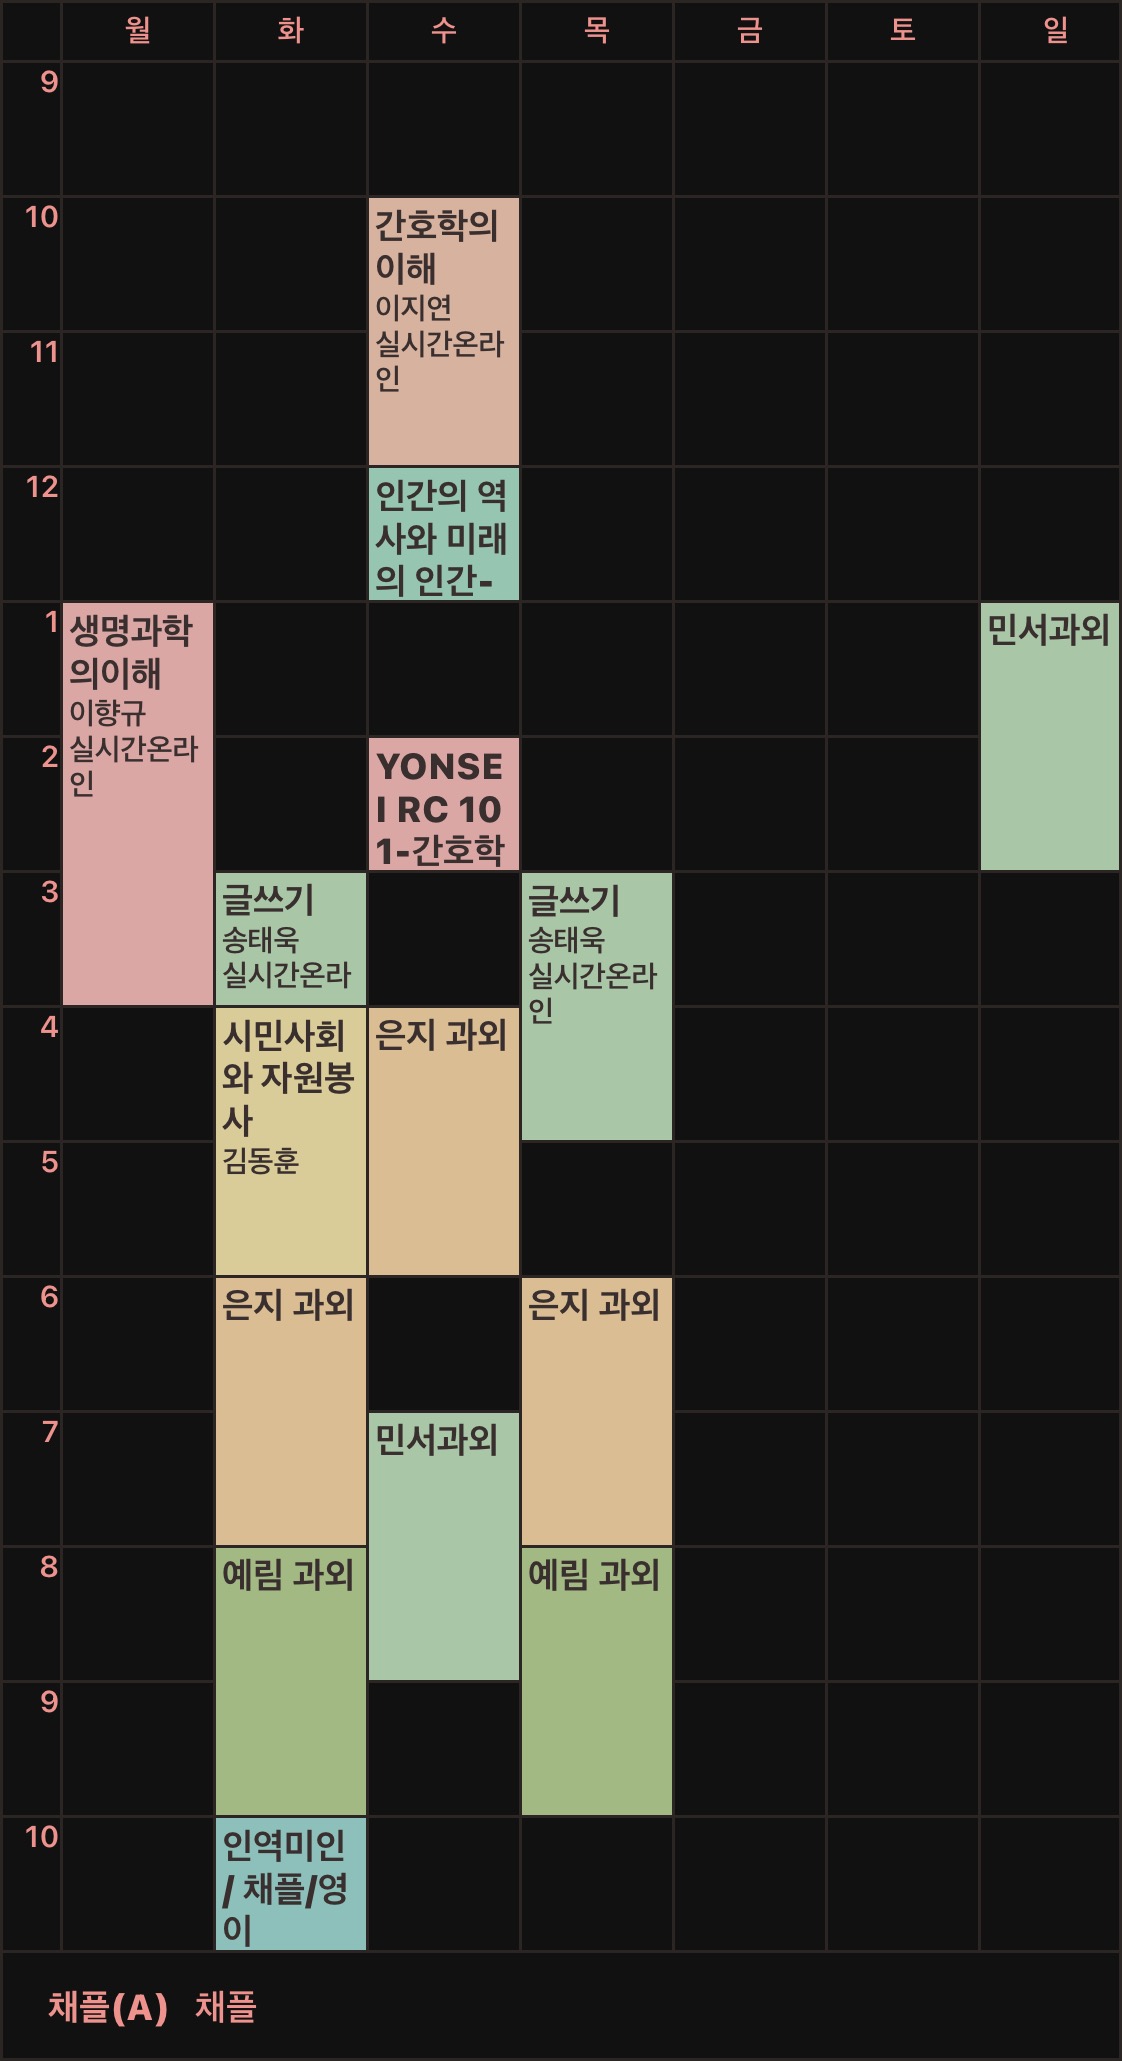 월 화 수 목 금 토 일
9
10
간호학의
이해
이지연
실시간온라
인
11
12
인간의 역
사와 미래
의 인간-
1
생명과학
의이해
이향규
실시간온라
인
민서과외
2
YONSE
I RC 10
1-간호학
3
글쓰기
송태욱
실시간온라
글쓰기
송태욱
실시간온라
인
4
시민사회
와 자원봉
사
김동훈
은지 과외
5
6
은지 과외
은지 과외
7
민서과외
8
예림 과외
예림 과외
9
10
인역미인
/ 채플/영
이
채플(A) 채플